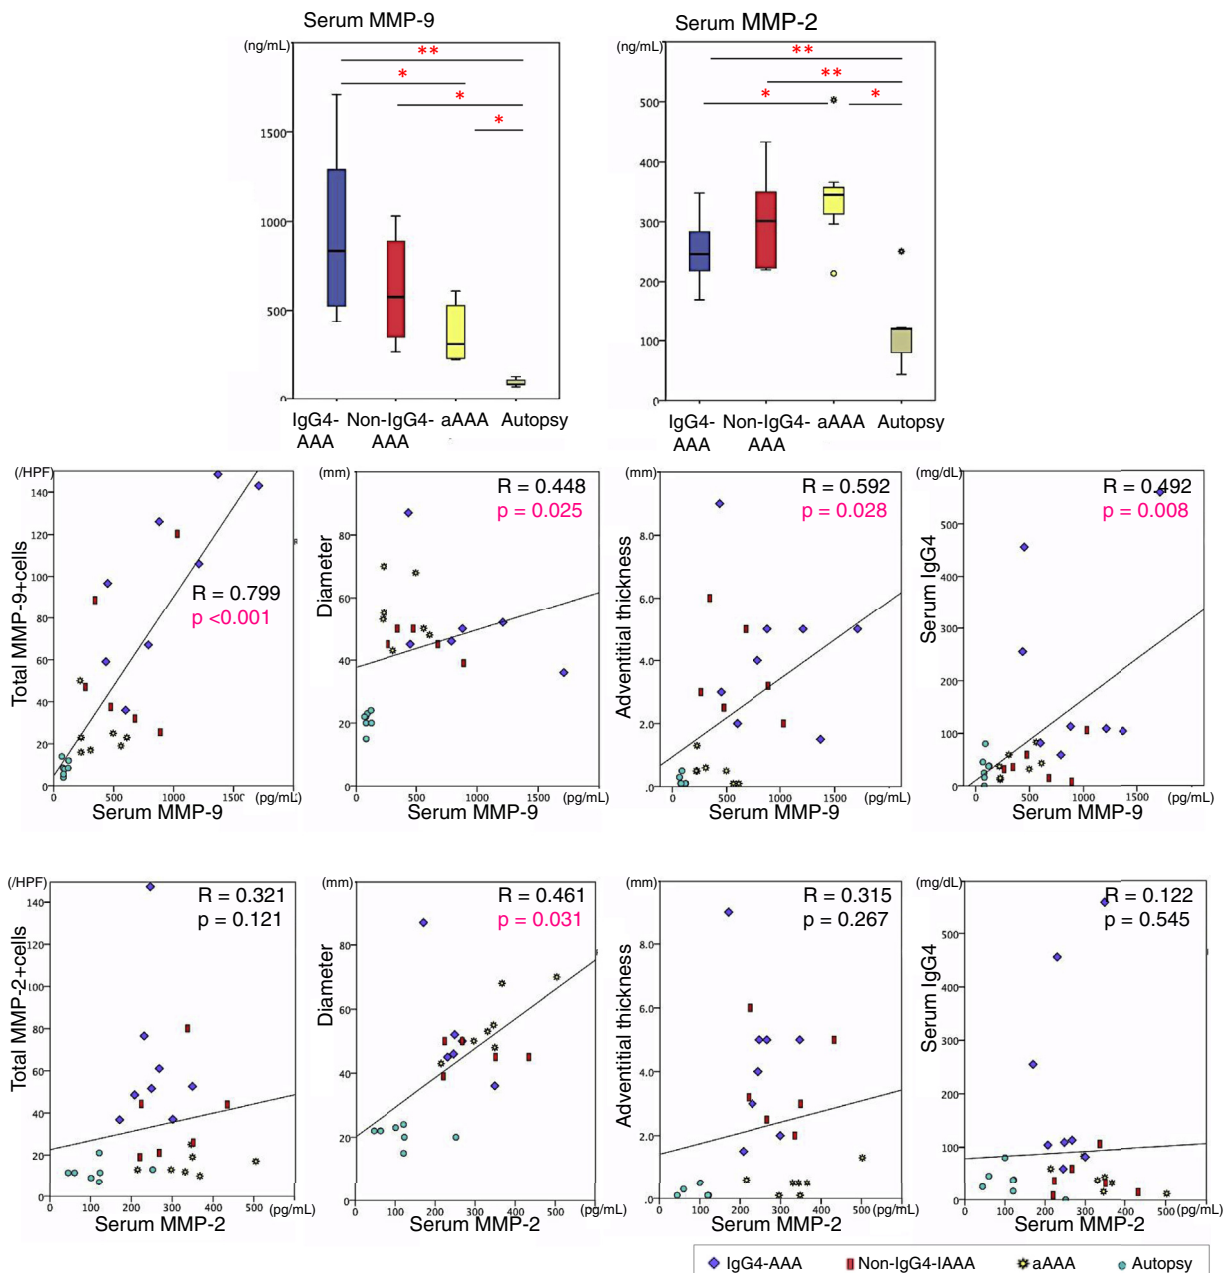 Serum MMP-9
(ng/mL)
**
*
*
*
1500
1000
500
0
IgG4-AAA
Non-IgG4-AAA
aAAA
Autopsy
Serum MMP-2
(ng/mL)
**
**
*
*
500
400
300
200
100
0
IgG4-AAA
Non-IgG4-AAA
aAAA
Autopsy
(/HPF)
Total MMP-9+cells
140
120
100
80
60
40
20
0
R = 0.799
p <0.001
0 500 1000 1500 (pg/mL)
Serum MMP-9
(mm)
Diameter
80
60
40
20
0
R = 0.448
p = 0.025
0 500 1000 1500 (pg/mL)
Serum MMP-9
(mm)
Adventitial thickness
8.0
6.0
4.0
2.0
.0
R = 0.592
p = 0.028
0 500 1000 1500 (pg/mL)
Serum MMP-9
(mg/dL)
Serum IgG4
500
400
300
200
100
0
R = 0.492
p = 0.008
0 500 1000 1500 (pg/mL)
Serum MMP-9
(/HPF)
Total MMP-2+cells
140
120
100
80
60
40
20
0
R = 0.321
p = 0.121
0 100 200 300 400 500 (pg/mL)
Serum MMP-2
(mm)
Diameter
80
60
40
20
0
R = 0.461
p = 0.031
0 100 200 300 400 500 (pg/mL)
Serum MMP-2
(mm)
Adventitial thickness
8.0
6.0
4.0
2.0
.0
R = 0.315
p = 0.267
0 100 200 300 400 500 (pg/mL)
Serum MMP-2
(mg/dL)
Serum IgG4
500
400
300
200
100
0
R = 0.122
p = 0.545
0 100 200 300 400 500 (pg/mL)
Serum MMP-2
IgG4-AAA Non-IgG4-IAAA aAAA Autopsy